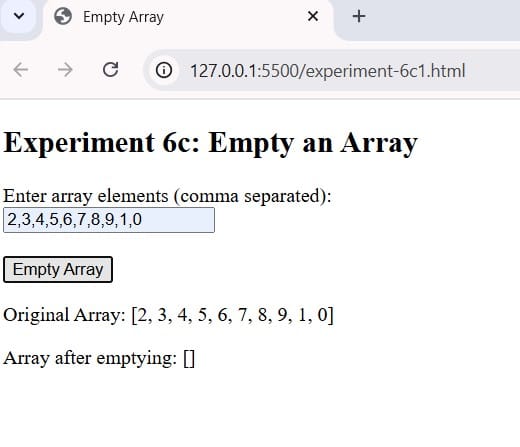 Empty Array
127.0.0.1:5500/experiment-6c1.html
Experiment 6c: Empty an Array
Enter array elements (comma separated):
2,3,4,5,6,7,8,9,1,0
Empty Array
Original Array: [2, 3, 4, 5, 6, 7, 8, 9, 1, 0]
Array after emptying: []